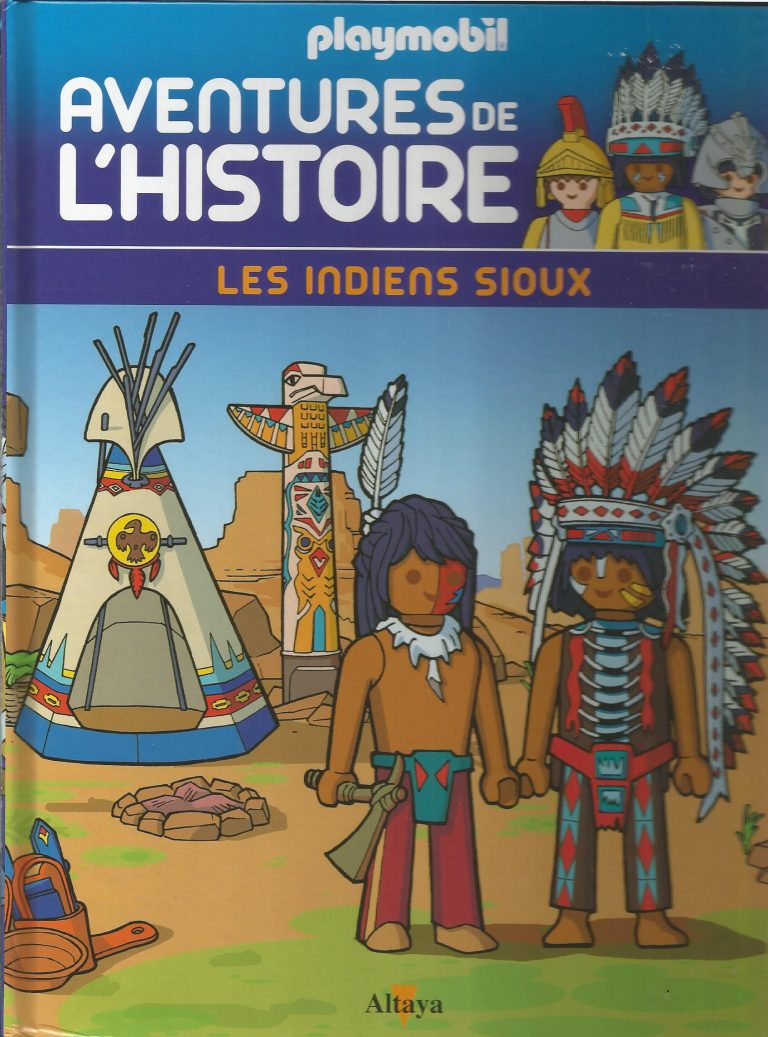 playmobil
AVENTURES DE
L'HISTOIRE
LES INDIENS SIOUX
Altaya